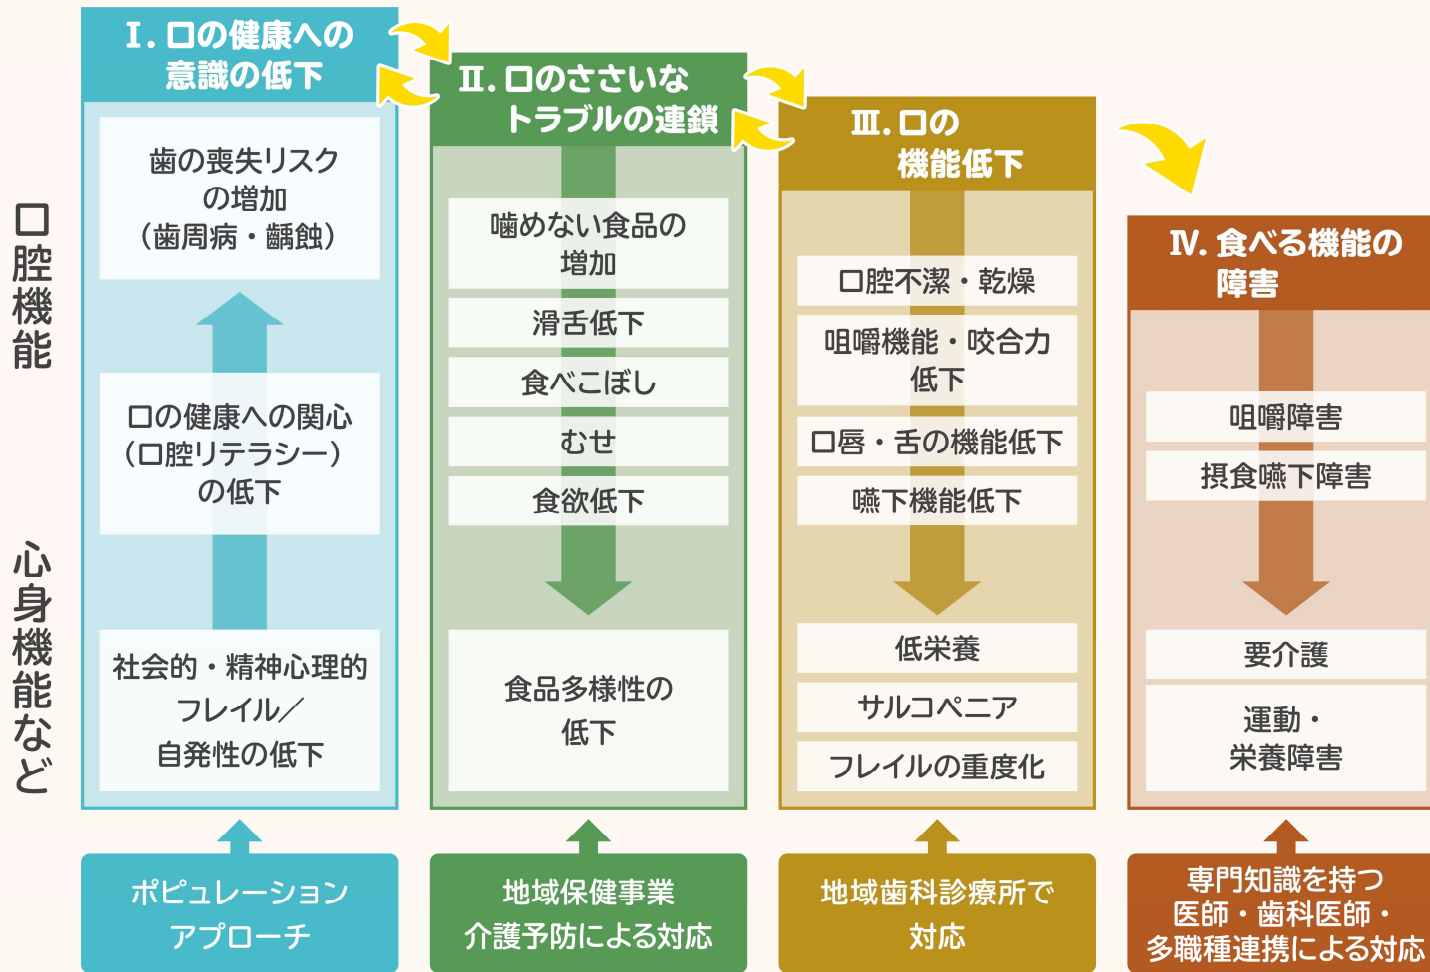 口腔機能
心身機能など
Ⅰ. 口の健康への
意識の低下
歯の喪失リスク
の増加
（歯周病・齲蝕）
口の健康への関心
（口腔リテラシー）
の低下
社会的・精神心理的
フレイル／
自発性の低下
ポピュレーション
アプローチ
Ⅱ. 口のささいな
トラブルの連鎖
噛めない食品の
増加
滑舌低下
食べこぼし
むせ
食欲低下
食品多様性の
低下
地域保健事業
介護予防による対応
Ⅲ. 口の
機能低下
口腔不潔・乾燥
咀嚼機能・咬合力
低下
口唇・舌の機能低下
嚥下機能低下
低栄養
サルコペニア
フレイルの重度化
地域歯科診療所で
対応
Ⅳ. 食べる機能の
障害
咀嚼障害
摂食嚥下障害
要介護
運動・
栄養障害
専門知識を持つ
医師・歯科医師・
多職種連携による対応